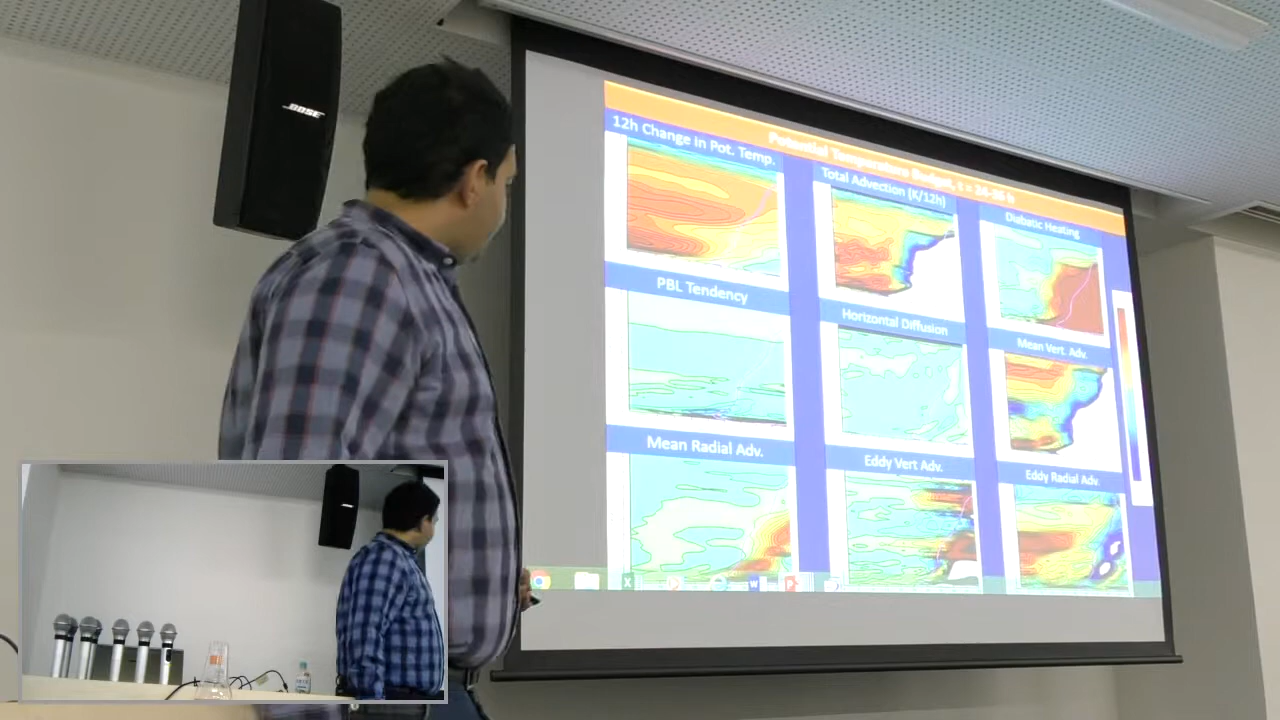 BOSE
Potential Temperature Budget, t = 24-36 h
12h Change in Pot. Temp.
Total Advection (K/12h)
Diabatic Heating
PBL Tendency
Horizontal Diffusion
Mean Vert. Adv.
Mean Radial Adv.
Eddy Vert Adv.
Eddy Radial Adv.